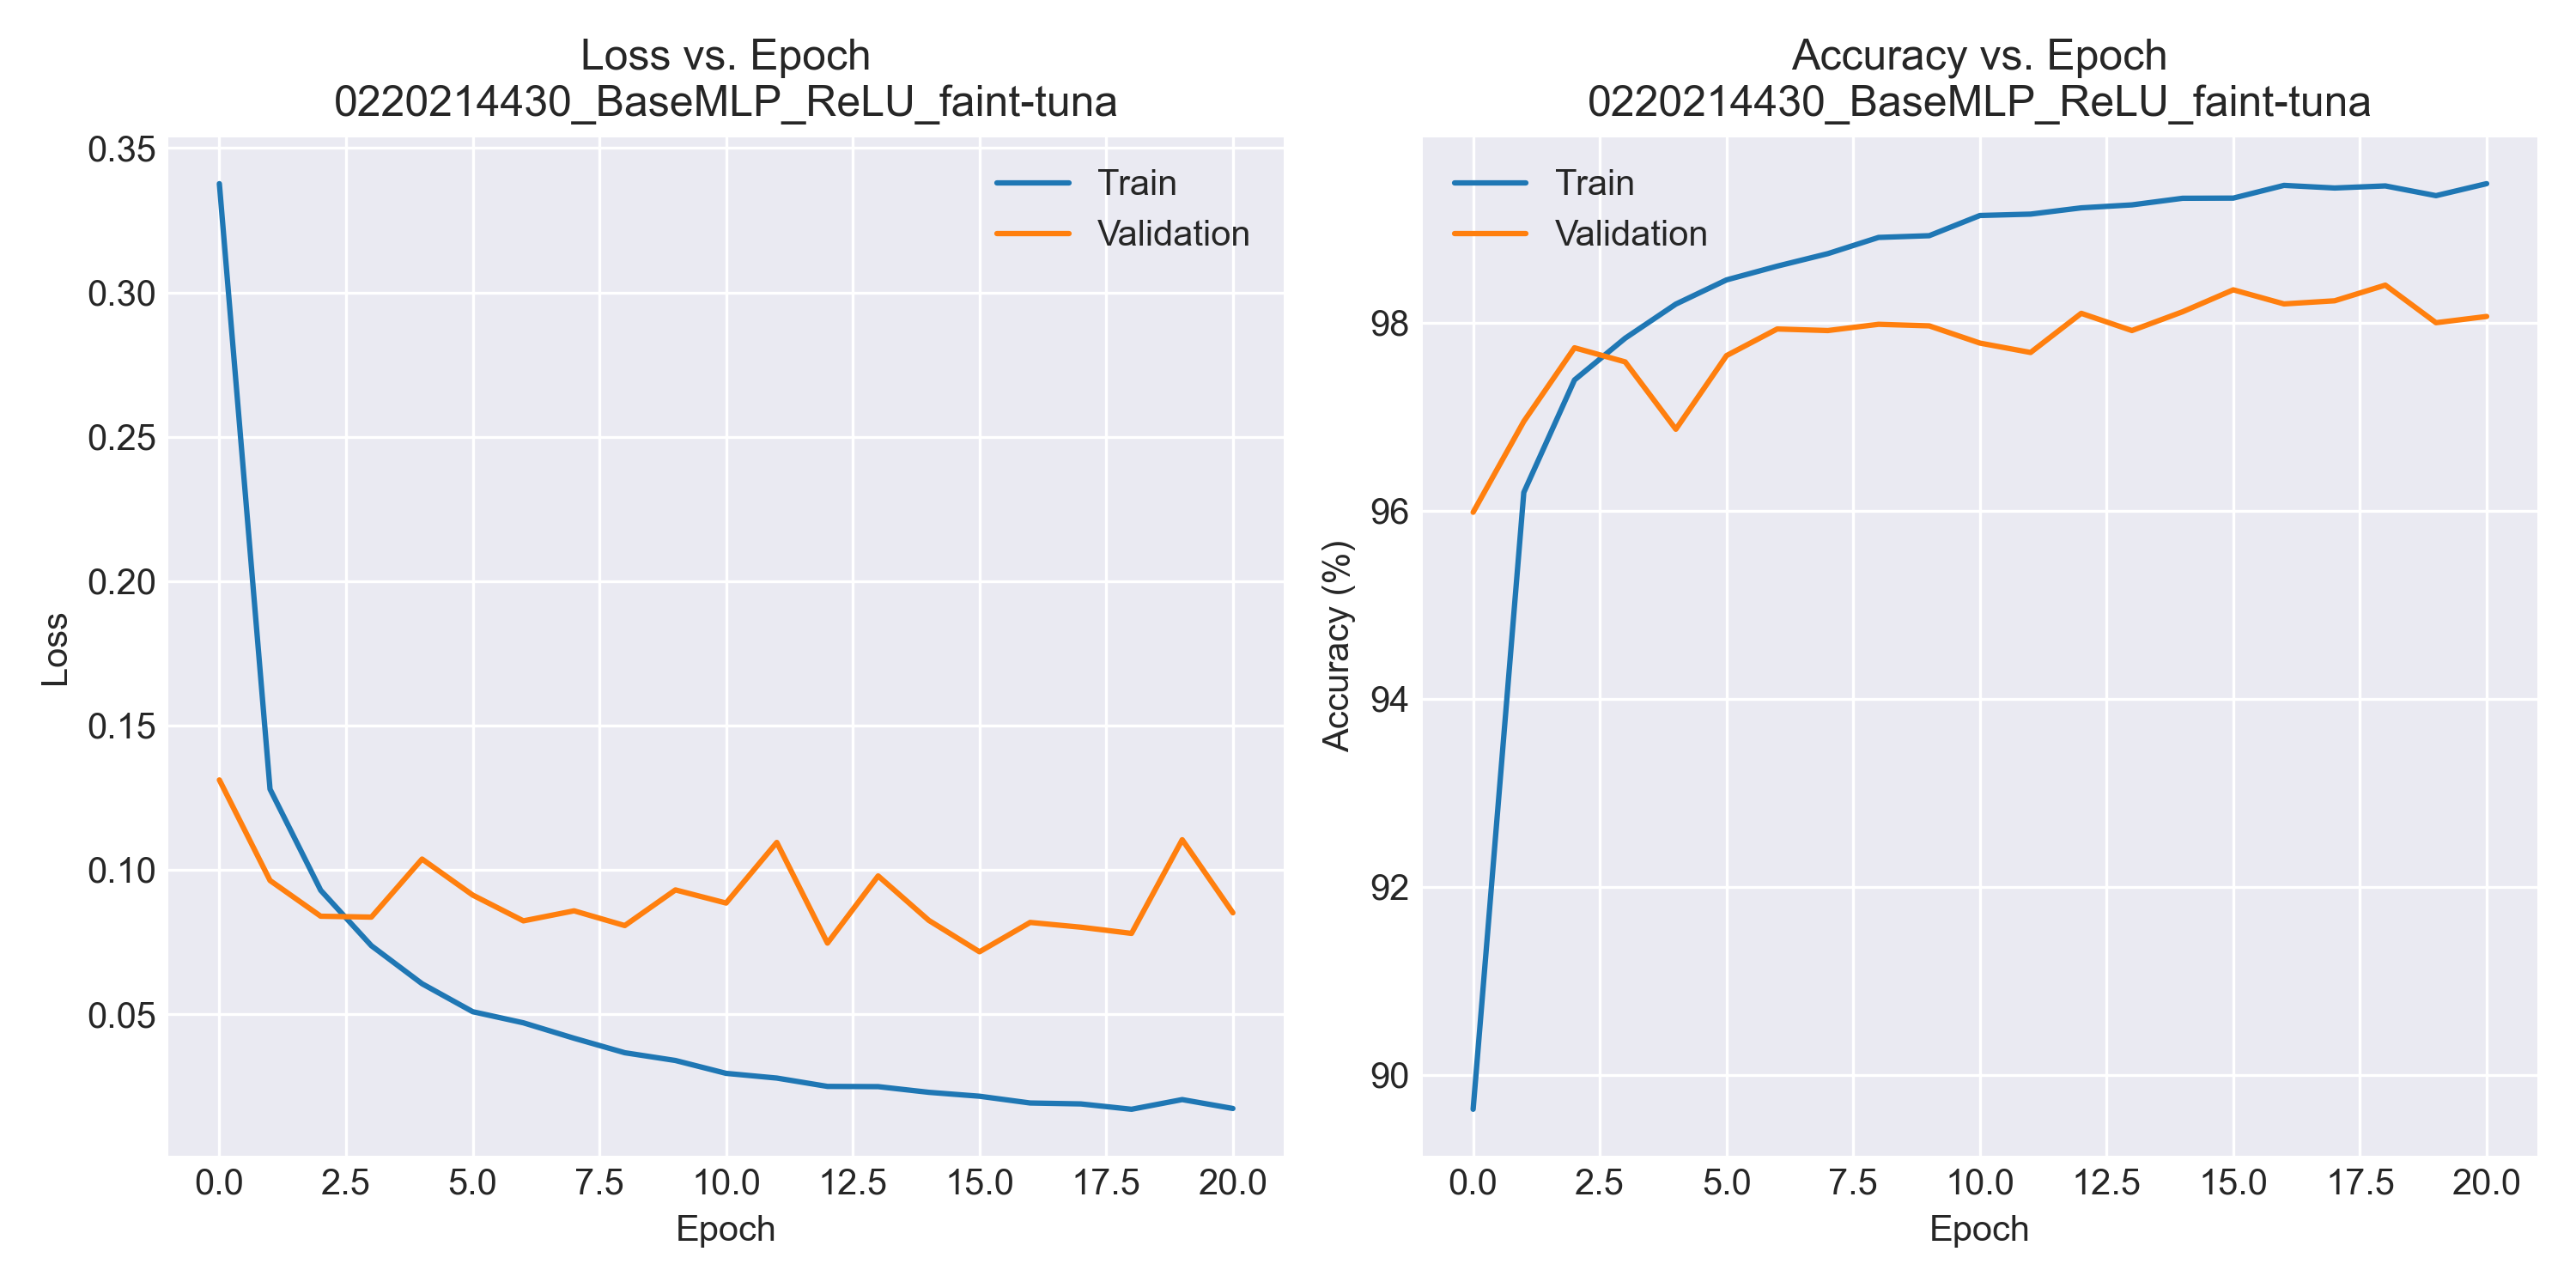 Loss vs. Epoch
0220214430_BaseMLP_ReLU_faint-tuna
0.35
0.30
0.25
0.20
0.15
0.10
0.05
Loss
Train
Validation
0.0 2.5 5.0 7.5 10.0 12.5 15.0 17.5 20.0
Epoch
Accuracy vs. Epoch
0220214430_BaseMLP_ReLU_faint-tuna
98
96
94
92
90
Accuracy (%)
Train
Validation
0.0 2.5 5.0 7.5 10.0 12.5 15.0 17.5 20.0
Epoch